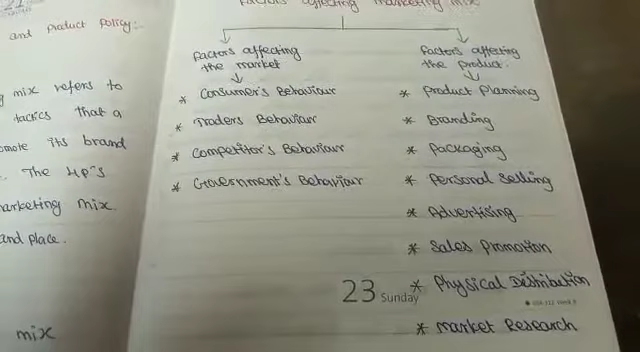 and Product Policy:-
mix refers to
tactics that a
its brand
The 4P's
marketing mix
and Place.
mix
Factors affecting marketing mix
Factors affecting
the market
* Consumer's Behaviour
* Traders Behaviour
* Competitor's Behaviour
* Government's Behaviour
Factors affecting
the product.
* Product Planning
* Branding
* Packaging
* Personal Selling
* Advertising
* Sales Promotion
* Physical Distribution
* Market Research
23 Sunday